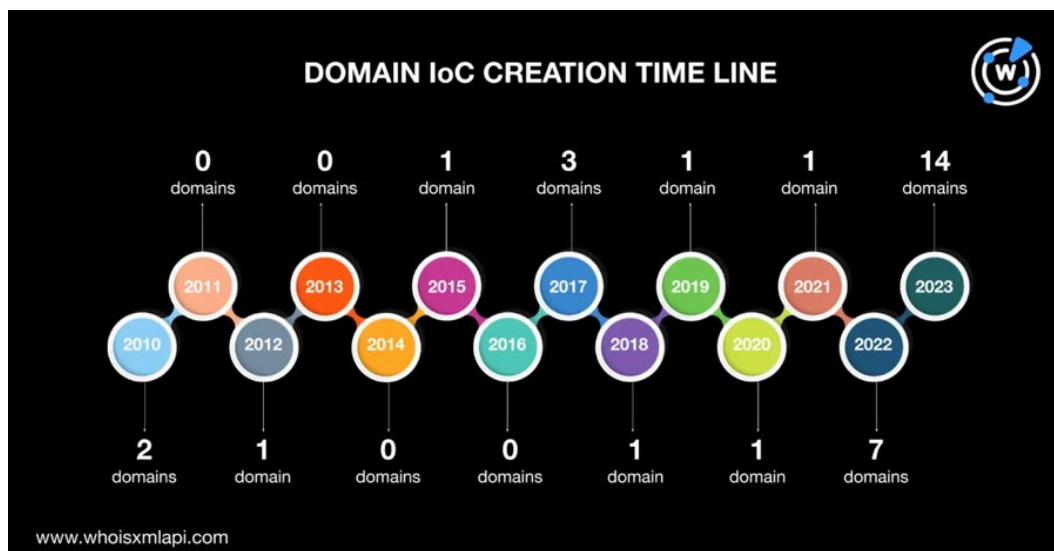 DOMAIN IoC CREATION TIME LINE
W
0 0 1 3 1 1 14
domains domains domain domains domain domain domains
2011 2013 2015 2017 2019 2021 2023
2010 2012 2014 2016 2018 2020 2022
2 1 0 0 1 1 7
domains domain domains domains domain domain domains
www.whoisxmlapi.com